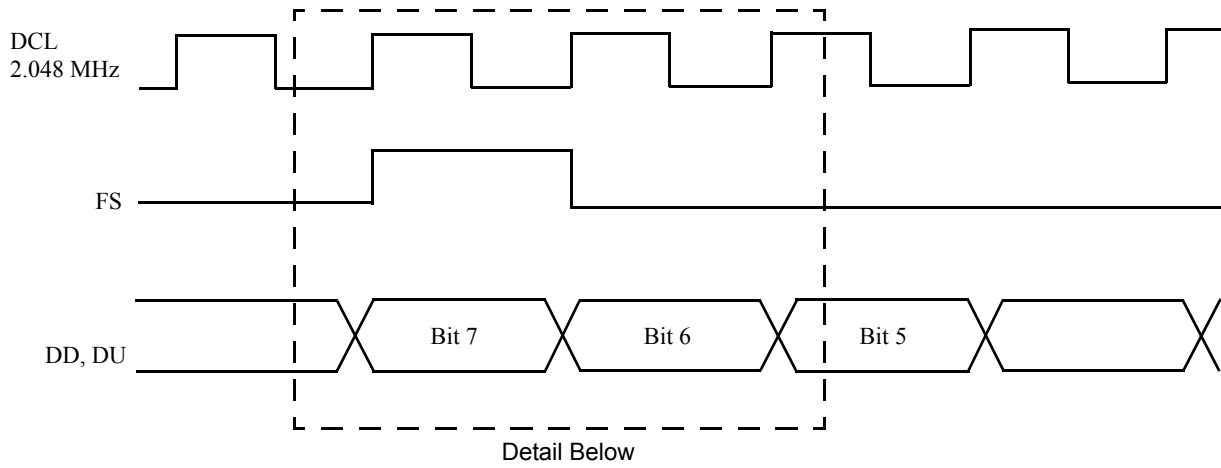 DCL
2.048 MHz
FS
DD, DU
Bit 7
Bit 6
Bit 5
Detail Below